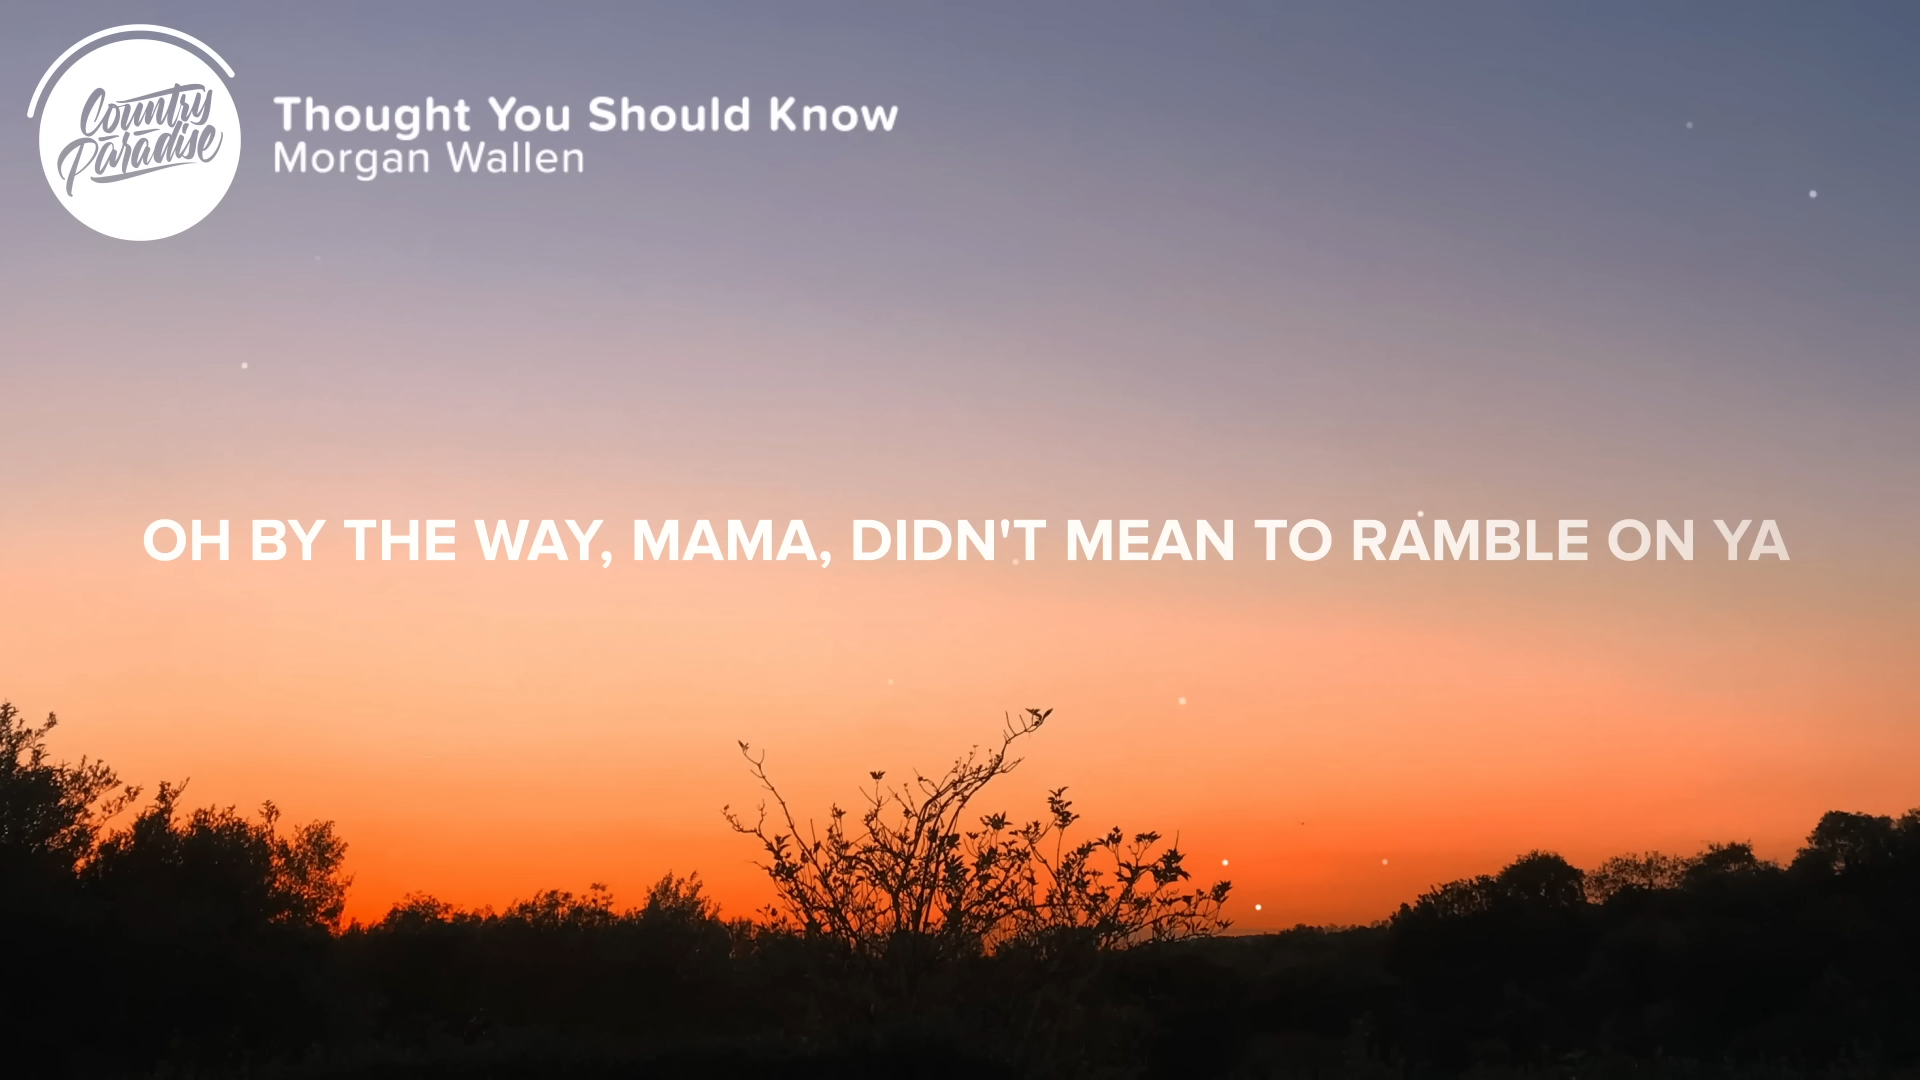 Country
Paradise
Thought You Should Know
Morgan Wallen
OH BY THE WAY, MAMA, DIDN'T MEAN TO RAMBLE ON YA